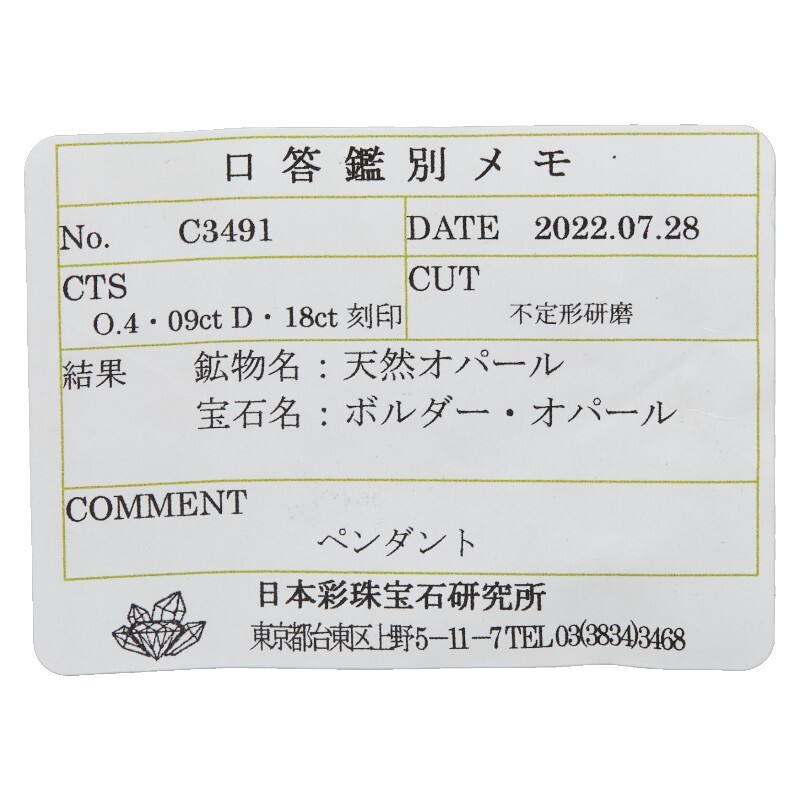 口答鑑別メモ
No. C3491
DATE 2022.07.28
CTS
O.4・09ct D・18ct 刻印
CUT
不定形研磨
結果 鉱物名：天然オパール
宝石名：ボルダー・オパール
COMMENT
ペンダント
日本彩珠宝石研究所
東京都台東区上野5－11－7 TEL 03(3834)3468